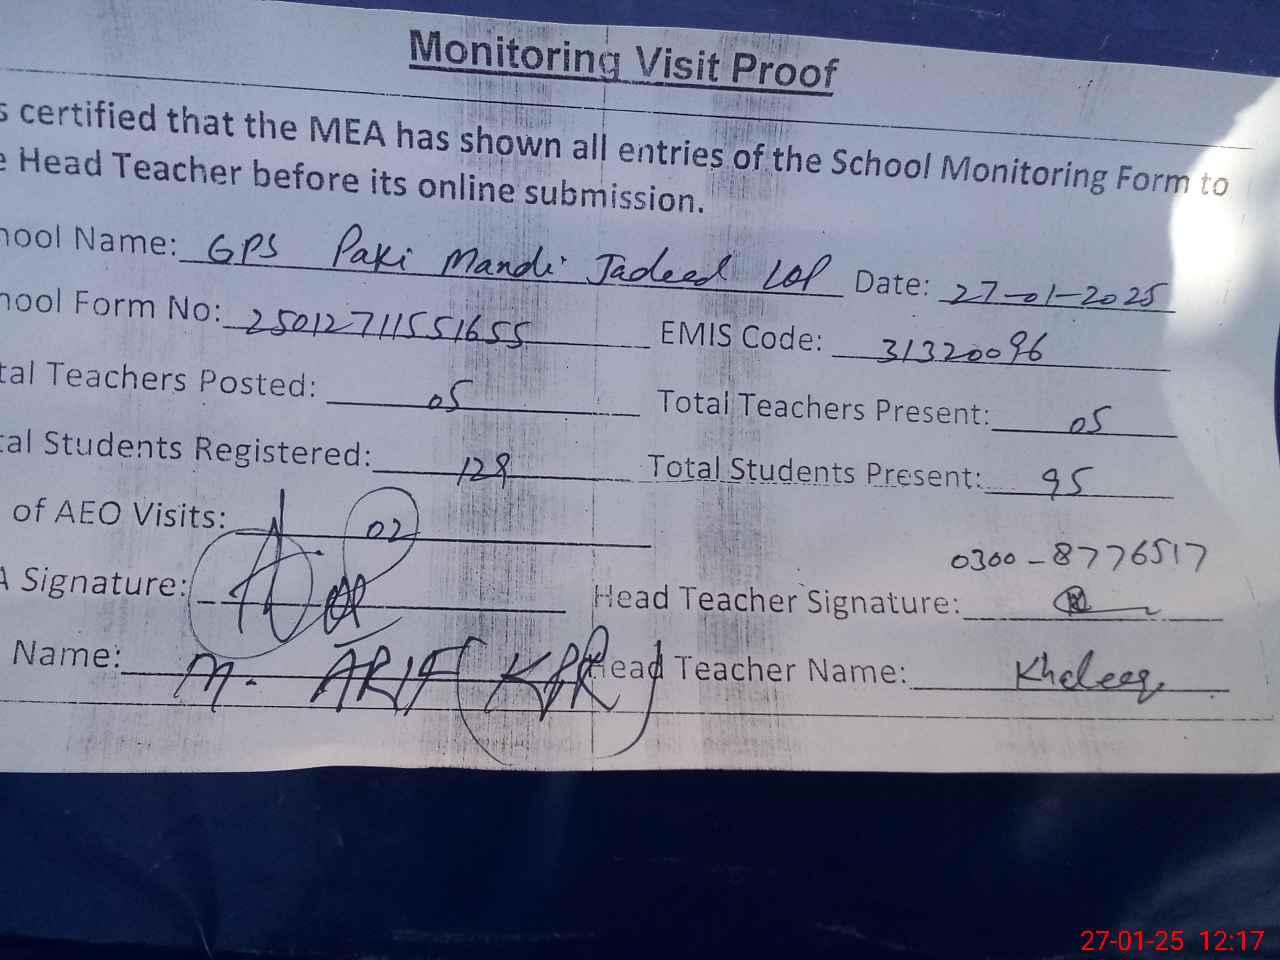 Monitoring Visit Proof
s certified that the MEA has shown all entries of the School Monitoring Form to
e Head Teacher before its online submission.
hool Name: GPS Paki Mandi Jadeed LOP Date: 27-01-2025
hool Form No: 25012711551655 EMIS Code: 31320096
tal Teachers Posted: 05 Total Teachers Present: 05
tal Students Registered: 128 Total Students Present: 95
of AEO Visits: 02
0300-8776517
A Signature: Head Teacher Signature:
Name: M. ARIF (KPR) Head Teacher Name: Khaleeq
27-01-25 12:17